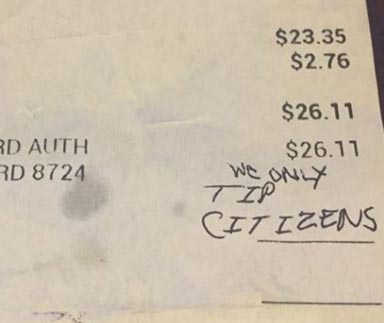 $23.35
$2.76
$26.11
RD AUTH $26.11
RD 8724
WE ONLY
TIP
CITIZENS